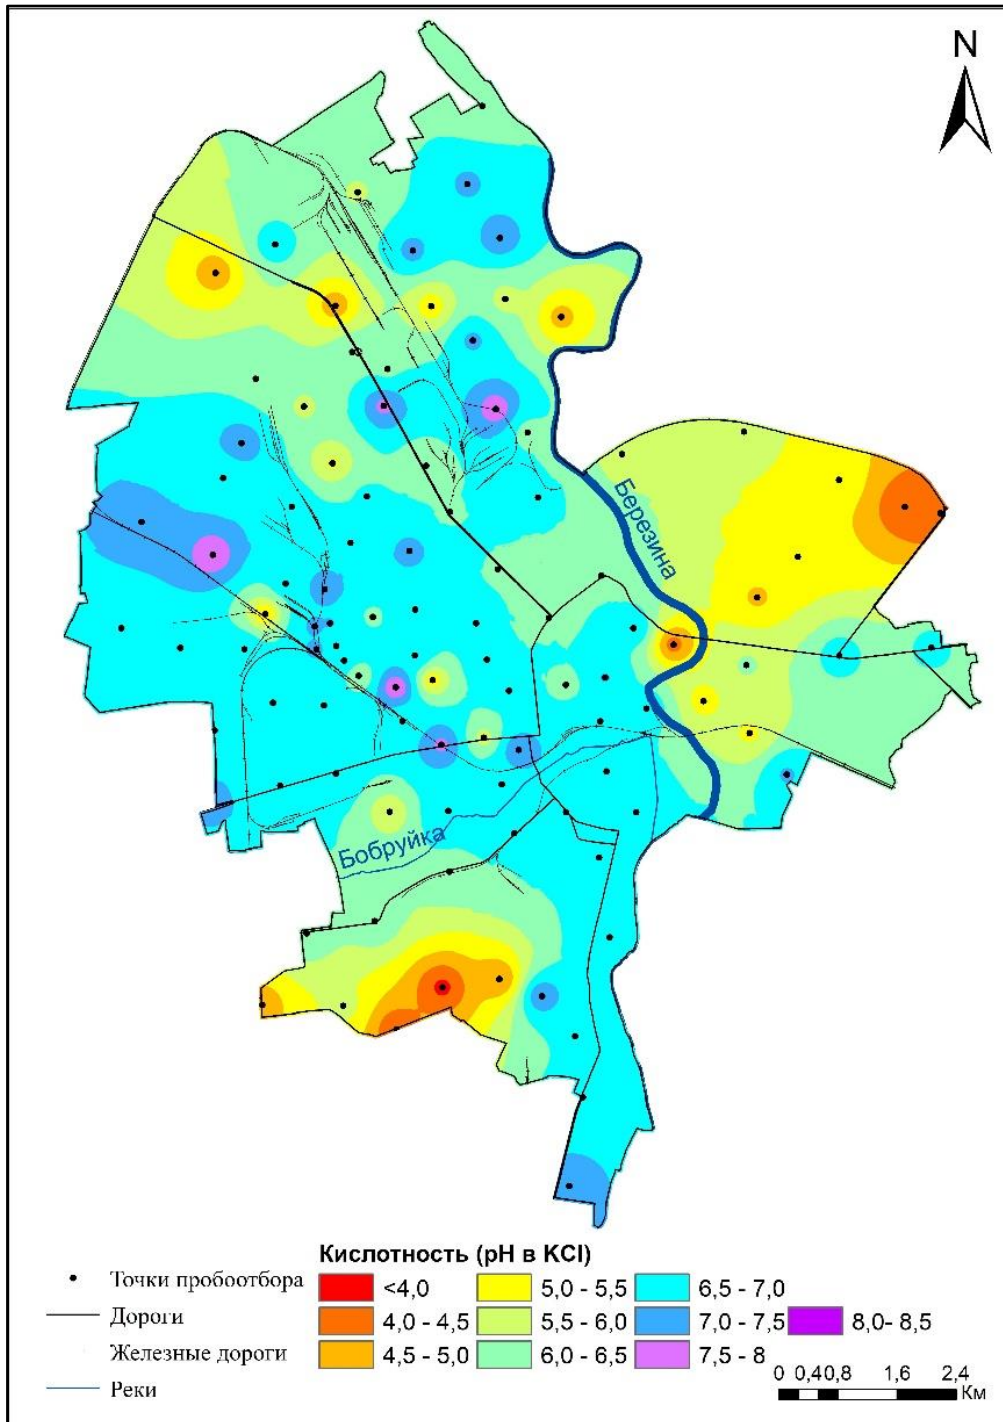 N
Березина
Бобруйка
Кислотность (pH в KCl)
Точки пробоотбора
Дороги
Железные дороги
Реки
<4,0
4,0 - 4,5
4,5 - 5,0
5,0 - 5,5
5,5 - 6,0
6,0 - 6,5
6,5 - 7,0
7,0 - 7,5
7,5 - 8
8,0- 8,5
0 0,40,8 1,6 2,4
Км